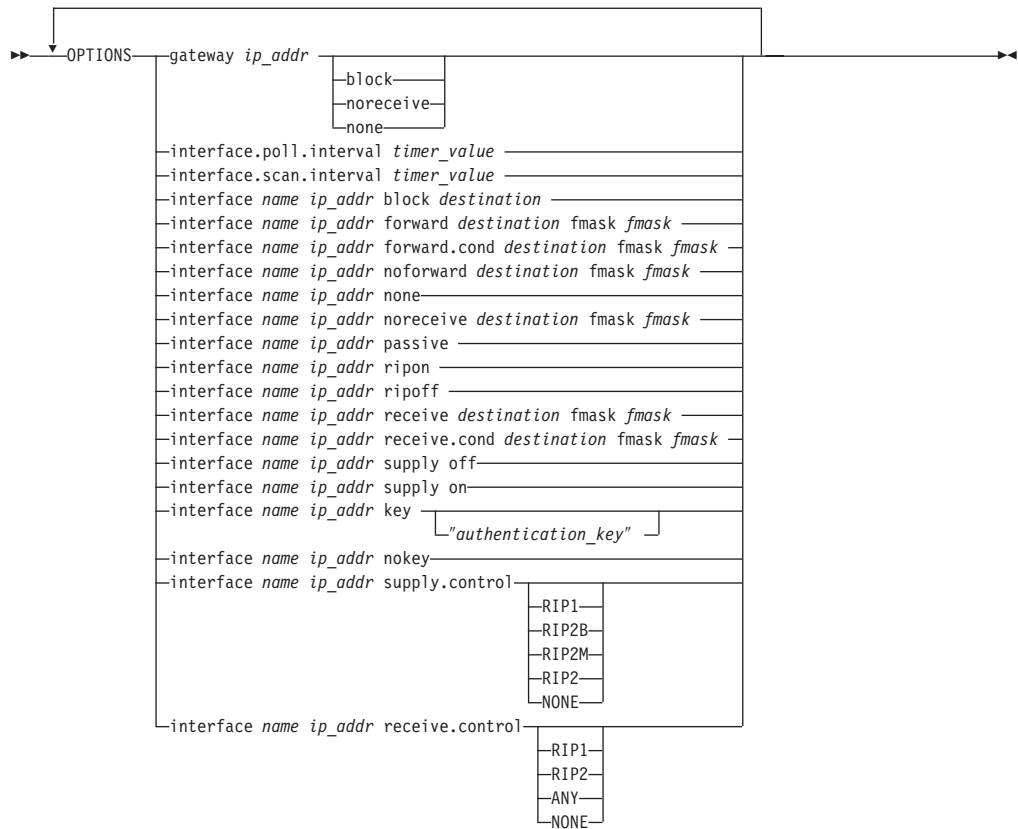 OPTIONS gateway ip_addr
block
noreceive
none
interface.poll.interval timer_value
interface.scan.interval timer_value
interface name ip_addr block destination
interface name ip_addr forward destination fmask fmask
interface name ip_addr forward.cond destination fmask fmask
interface name ip_addr noforward destination fmask fmask
interface name ip_addr none
interface name ip_addr noreceive destination fmask fmask
interface name ip_addr passive
interface name ip_addr ripon
interface name ip_addr ripoff
interface name ip_addr receive destination fmask fmask
interface name ip_addr receive.cond destination fmask fmask
interface name ip_addr supply off
interface name ip_addr supply on
interface name ip_addr key
"authentication_key"
interface name ip_addr nokey
interface name ip_addr supply.control
RIP1
RIP2B
RIP2M
RIP2
NONE
interface name ip_addr receive.control
RIP1
RIP2
ANY
NONE